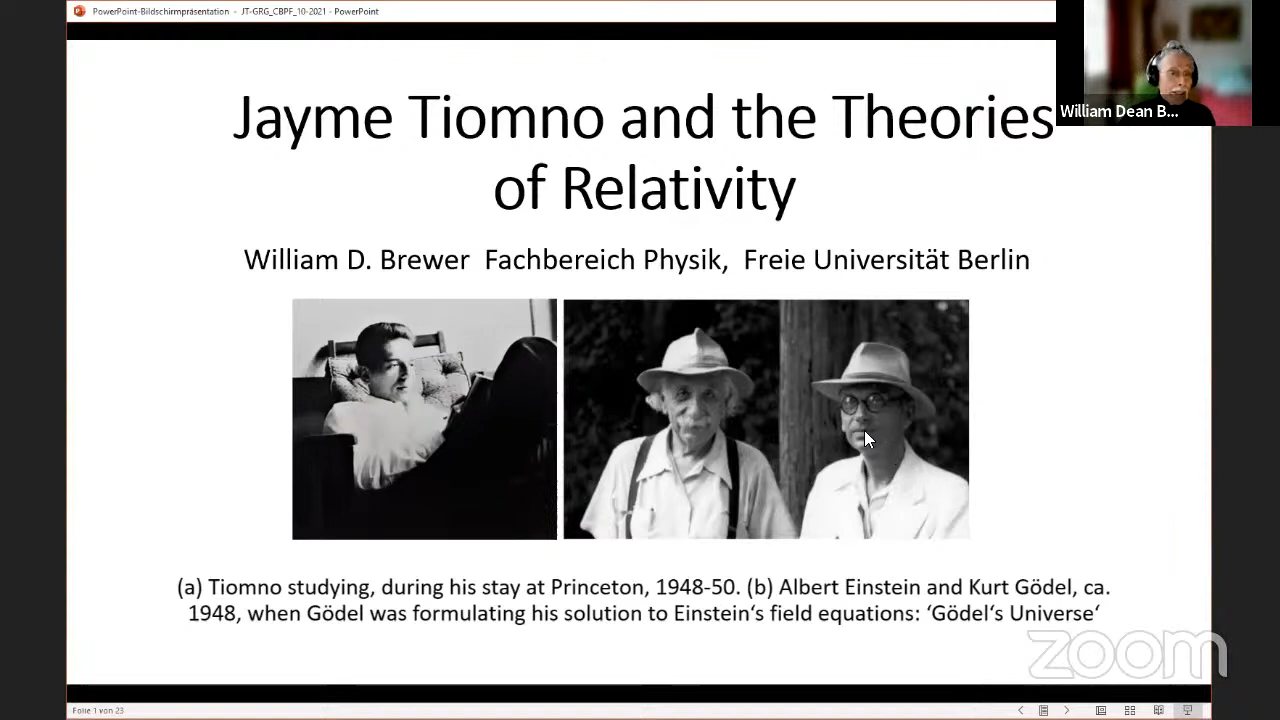 PowerPoint-Bildschirmpräsentation - JT-GRG_CBPF_10-2021 - PowerPoint
William Dean B...
Jayme Tiomno and the Theories
of Relativity
William D. Brewer Fachbereich Physik, Freie Universität Berlin
(a) Tiomno studying, during his stay at Princeton, 1948-50. (b) Albert Einstein and Kurt Gödel, ca.
1948, when Gödel was formulating his solution to Einstein‘s field equations: ‘Gödel‘s Universe‘
zoom
Folie 1 von 23